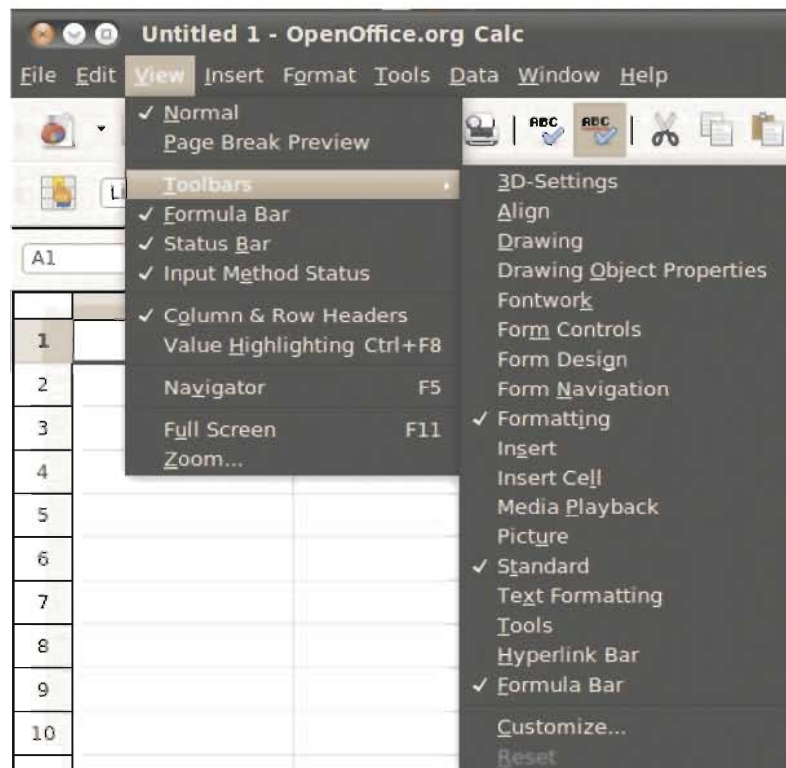 Untitled 1 - OpenOffice.org Calc
File Edit View Insert Format Tools Data Window Help
Normal
Page Break Preview
Toolbars
Formula Bar
Status Bar
Input Method Status
Column & Row Headers
Value Highlighting Ctrl+F8
Navigator F5
Full Screen F11
Zoom...
ABC ABC
3D-Settings
Align
Drawing
Drawing Object Properties
Fontwork
Form Controls
Form Design
Form Navigation
Formatting
Insert
Insert Cell
Media Playback
Picture
Standard
Text Formatting
Tools
Hyperlink Bar
Formula Bar
Customize...
Reset
A1
1
2
3
4
5
6
7
8
9
10